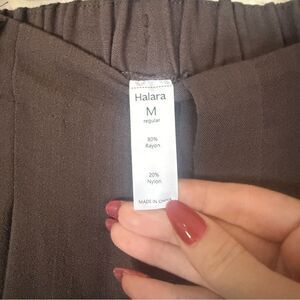 Halara
M
regular
80%
Rayon
20%
Nylon
MADE IN CHINA